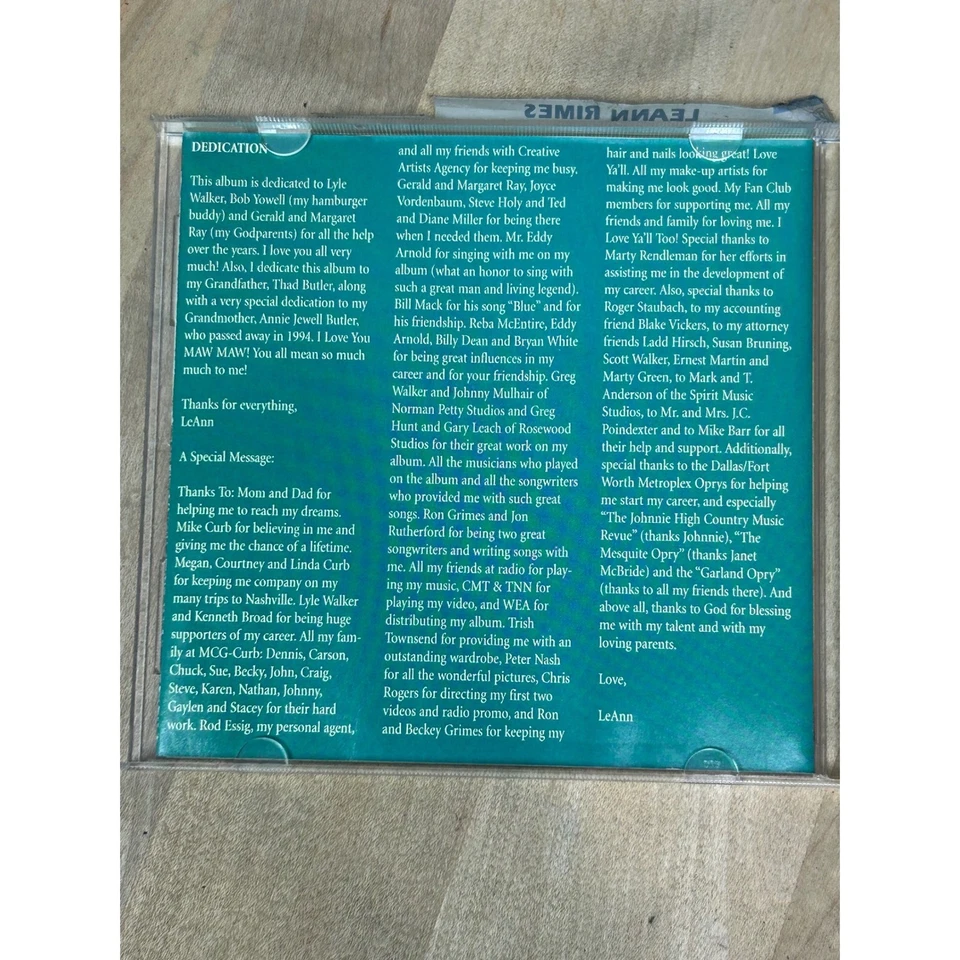 LEANN RIMES
DEDICATION
This album is dedicated to Lyle
Walker, Bob Yowell (my hamburger
buddy) and Gerald and Margaret
Ray (my Godparents) for all the help
over the years. I love you all very
much! Also, I dedicate this album to
my Grandfather, Thad Butler, along
with a very special dedication to my
Grandmother, Annie Jewell Butler,
who passed away in 1994. I Love You
MAW MAW! You all mean so much
much to me!
Thanks for everything,
LeAnn
A Special Message:
Thanks To: Mom and Dad for
helping me to reach my dreams.
Mike Curb for believing in me and
giving me the chance of a lifetime.
Megan, Courtney and Linda Curb
for keeping me company on my
many trips to Nashville. Lyle Walker
and Kenneth Broad for being huge
supporters of my career. All my fam-
ily at MCG-Curb: Dennis, Carson,
Chuck, Sue, Becky, John, Craig,
Steve, Karen, Nathan, Johnny,
Gaylen and Stacey for their hard
work. Rod Essig, my personal agent,
and all my friends with Creative
Artists Agency for keeping me busy.
Gerald and Margaret Ray, Joyce
Vordenbaum, Steve Holy and Ted
and Diane Miller for being there
when I needed them. Mr. Eddy
Arnold for singing with me on my
album (what an honor to sing with
such a great man and living legend).
Bill Mack for his song "Blue" and for
his friendship. Reba McEntire, Eddy
Arnold, Billy Dean and Bryan White
for being great influences in my
career and for your friendship. Greg
Walker and Johnny Mulhair of
Norman Petty Studios and Greg
Hunt and Gary Leach of Rosewood
Studios for their great work on my
album. All the musicians who played
on the album and all the songwriters
who provided me with such great
songs. Ron Grimes and Jon
Rutherford for being two great
songwriters and writing songs with
me. All my friends at radio for play-
ing my music, CMT & TNN for
playing my video, and WEA for
distributing my album. Trish
Townsend for providing me with an
outstanding wardrobe, Peter Nash
for all the wonderful pictures, Chris
Rogers for directing my first two
videos and radio promo, and Ron
and Beckey Grimes for keeping my
hair and nails looking great! Love
Ya'll. All my make-up artists for
making me look good. My Fan Club
members for supporting me. All my
friends and family for loving me. I
Love Ya'll Too! Special thanks to
Marty Rendleman for her efforts in
assisting me in the development of
my career. Also, special thanks to
Roger Staubach, to my accounting
friend Blake Vickers, to my attorney
friends Ladd Hirsch, Susan Bruning,
Scott Walker, Ernest Martin and
Marty Green, to Mark and T.
Anderson of the Spirit Music
Studios, to Mr. and Mrs. J.C.
Poindexter and to Mike Barr for all
their help and support. Additionally,
special thanks to the Dallas/Fort
Worth Metroplex Oprys for helping
me start my career, and especially
"The Johnnie High Country Music
Revue" (thanks Johnnie), "The
Mesquite Opry" (thanks Janet
McBride) and the "Garland Opry"
(thanks to all my friends there). And
above all, thanks to God for blessing
me with my talent and with my
loving parents.
Love,
LeAnn